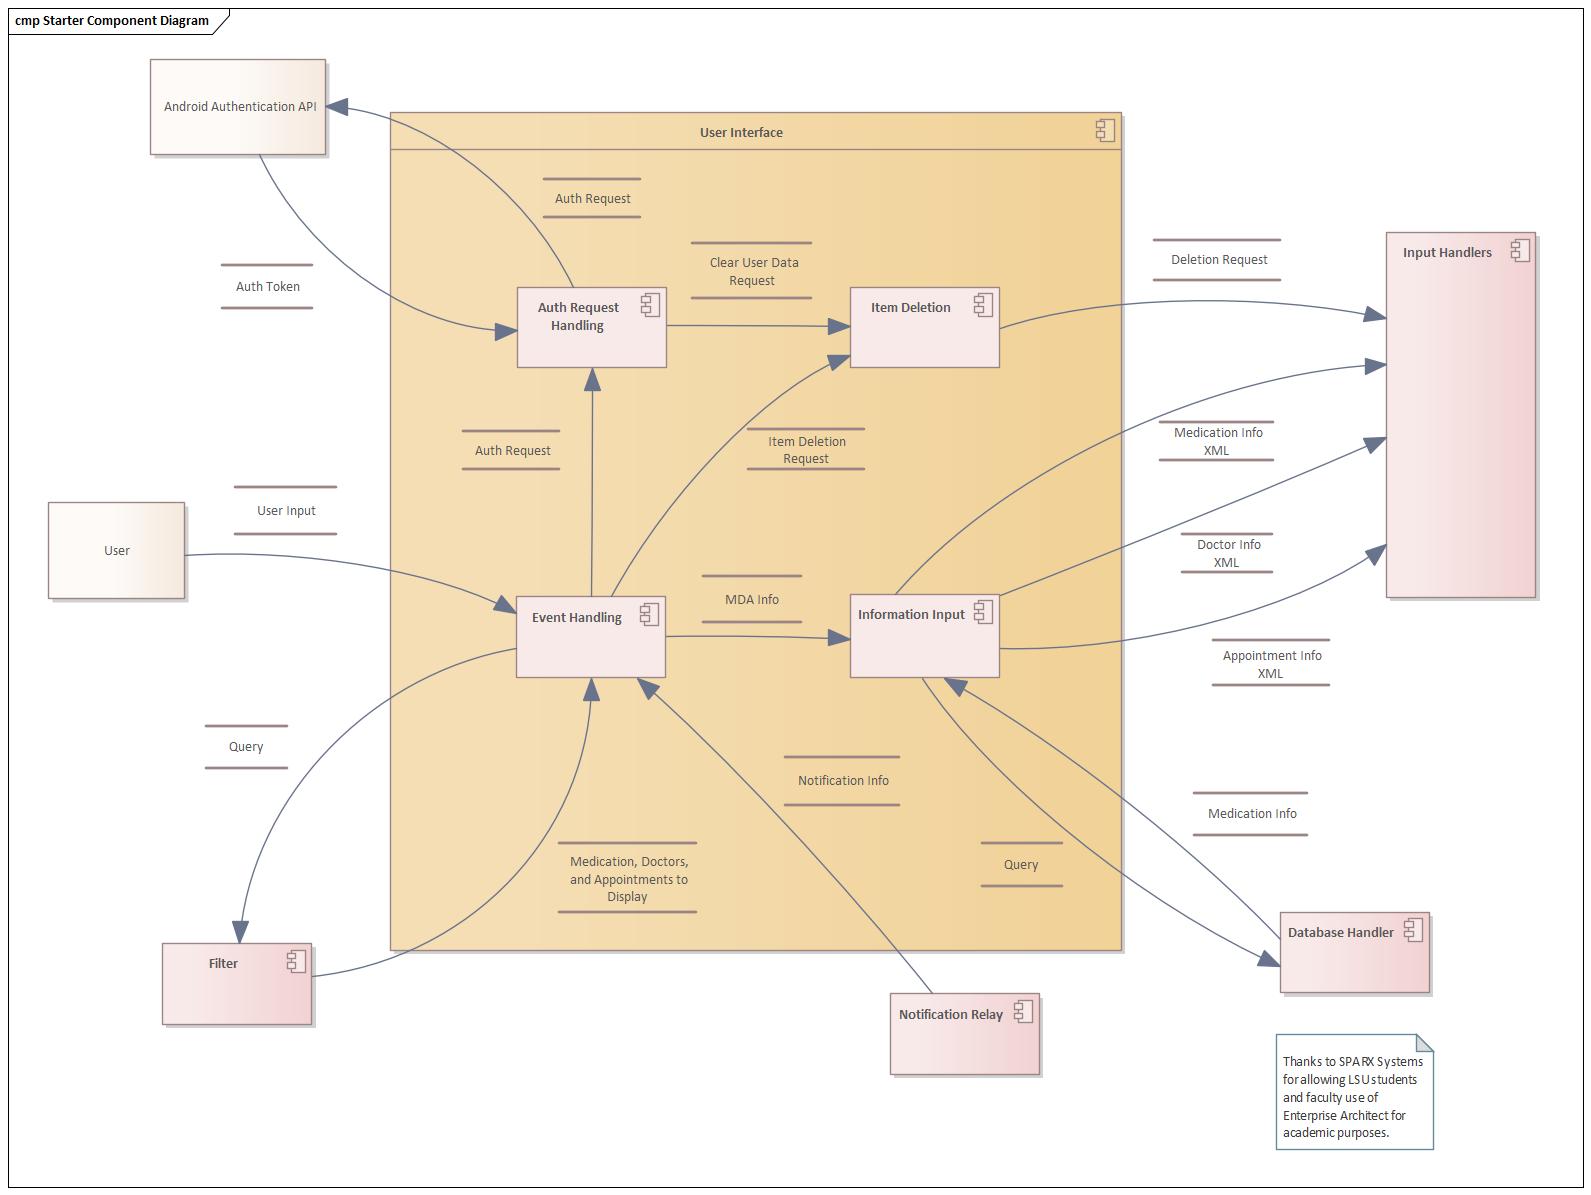 cmp Starter Component Diagram
Android Authentication API
User Interface
Auth Request
Clear User Data
Request
Deletion Request
Input Handlers
Auth Token
Auth Request
Handling
Item Deletion
Medication Info
XML
Auth Request
Item Deletion
Request
User Input
User
Doctor Info
XML
MDA Info
Event Handling
Information Input
Appointment Info
XML
Query
Notification Info
Medication Info
Medication, Doctors,
and Appointments to
Display
Query
Database Handler
Filter
Notification Relay
Thanks to SPARX Systems
for allowing LSU students
and faculty use of
Enterprise Architect for
academic purposes.